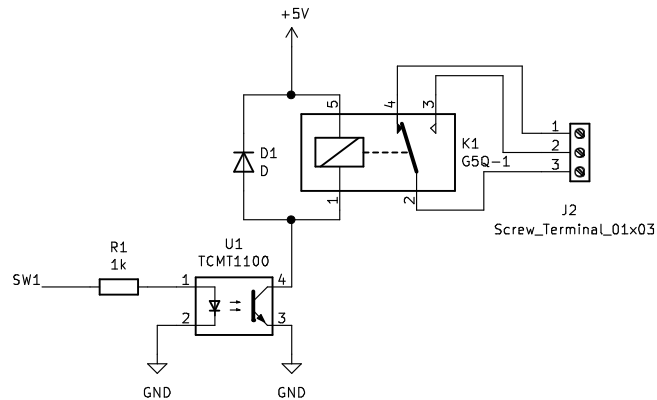 +5V
5
4
3
1
2
3
K1
G5Q-1
D1
D
1
2
J2
Screw_Terminal_01x03
R1
1k
U1
TCMT1100
SW1
1
4
2
3
GND
GND